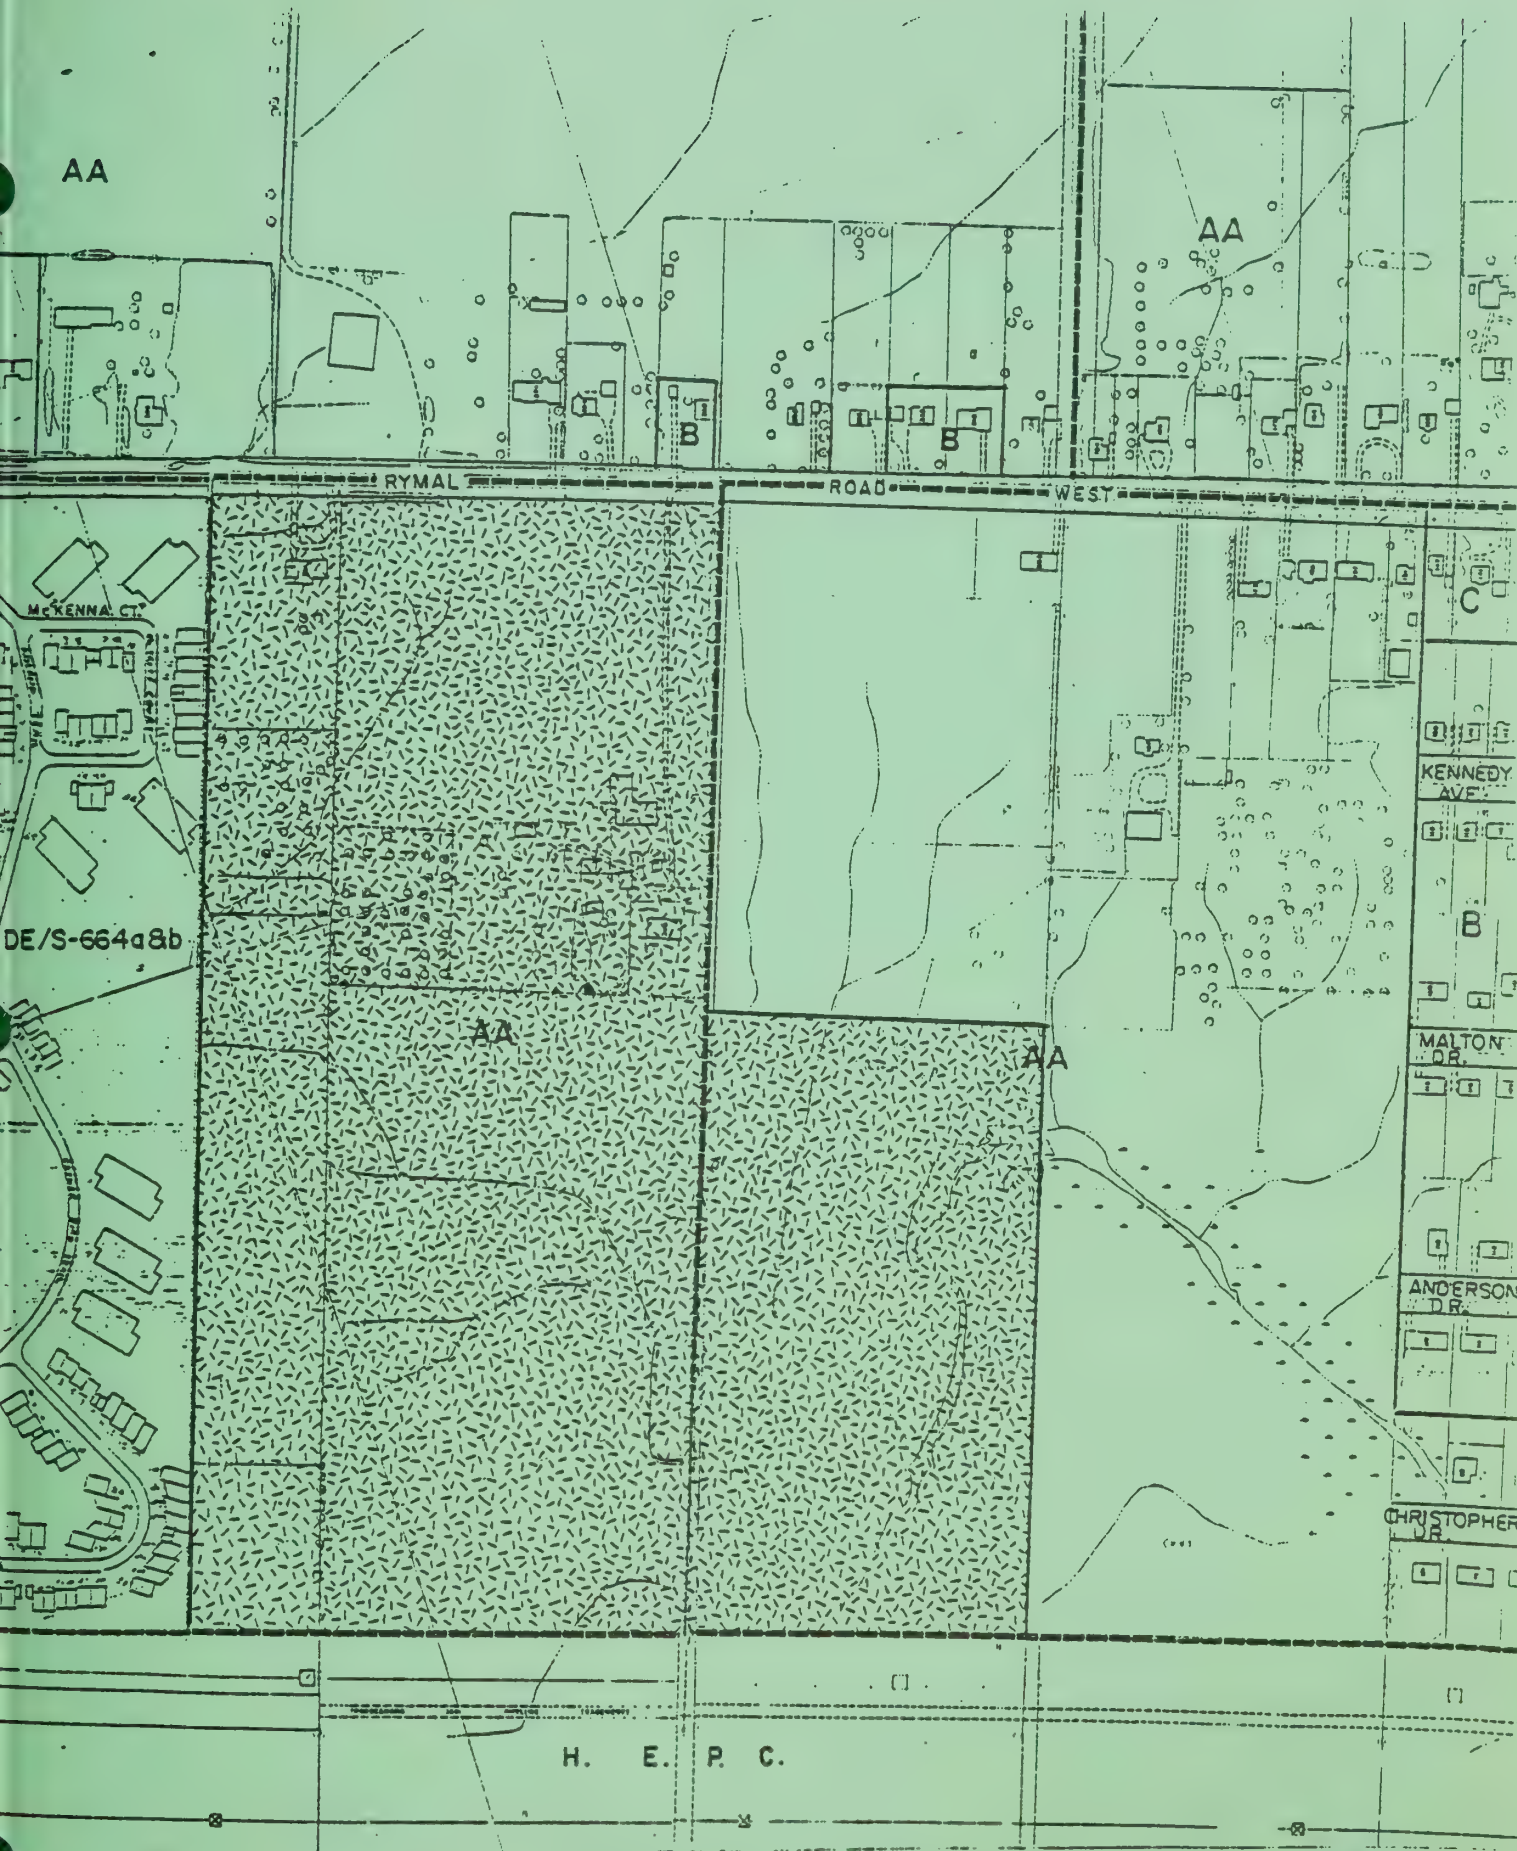 AA
AA
B
B
RYMAL ROAD WEST
McKENNA CT.
C
KENNEDY
AVE.
DE/S-664a&b
B
AA
AA
MALTON
DR.
ANDERSON
DR.
CHRISTOPHER
DR.
H. E. P. C.